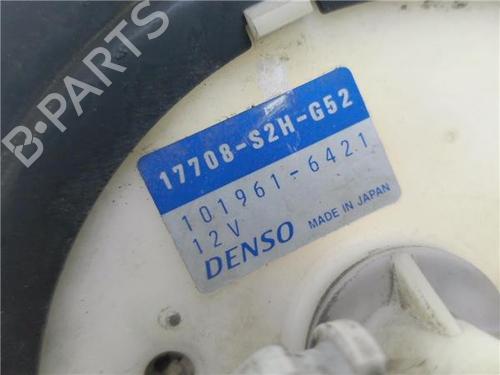 B-PARTS
17708-S2H-G52
101961-6421
12V
DENSO MADE IN JAPAN